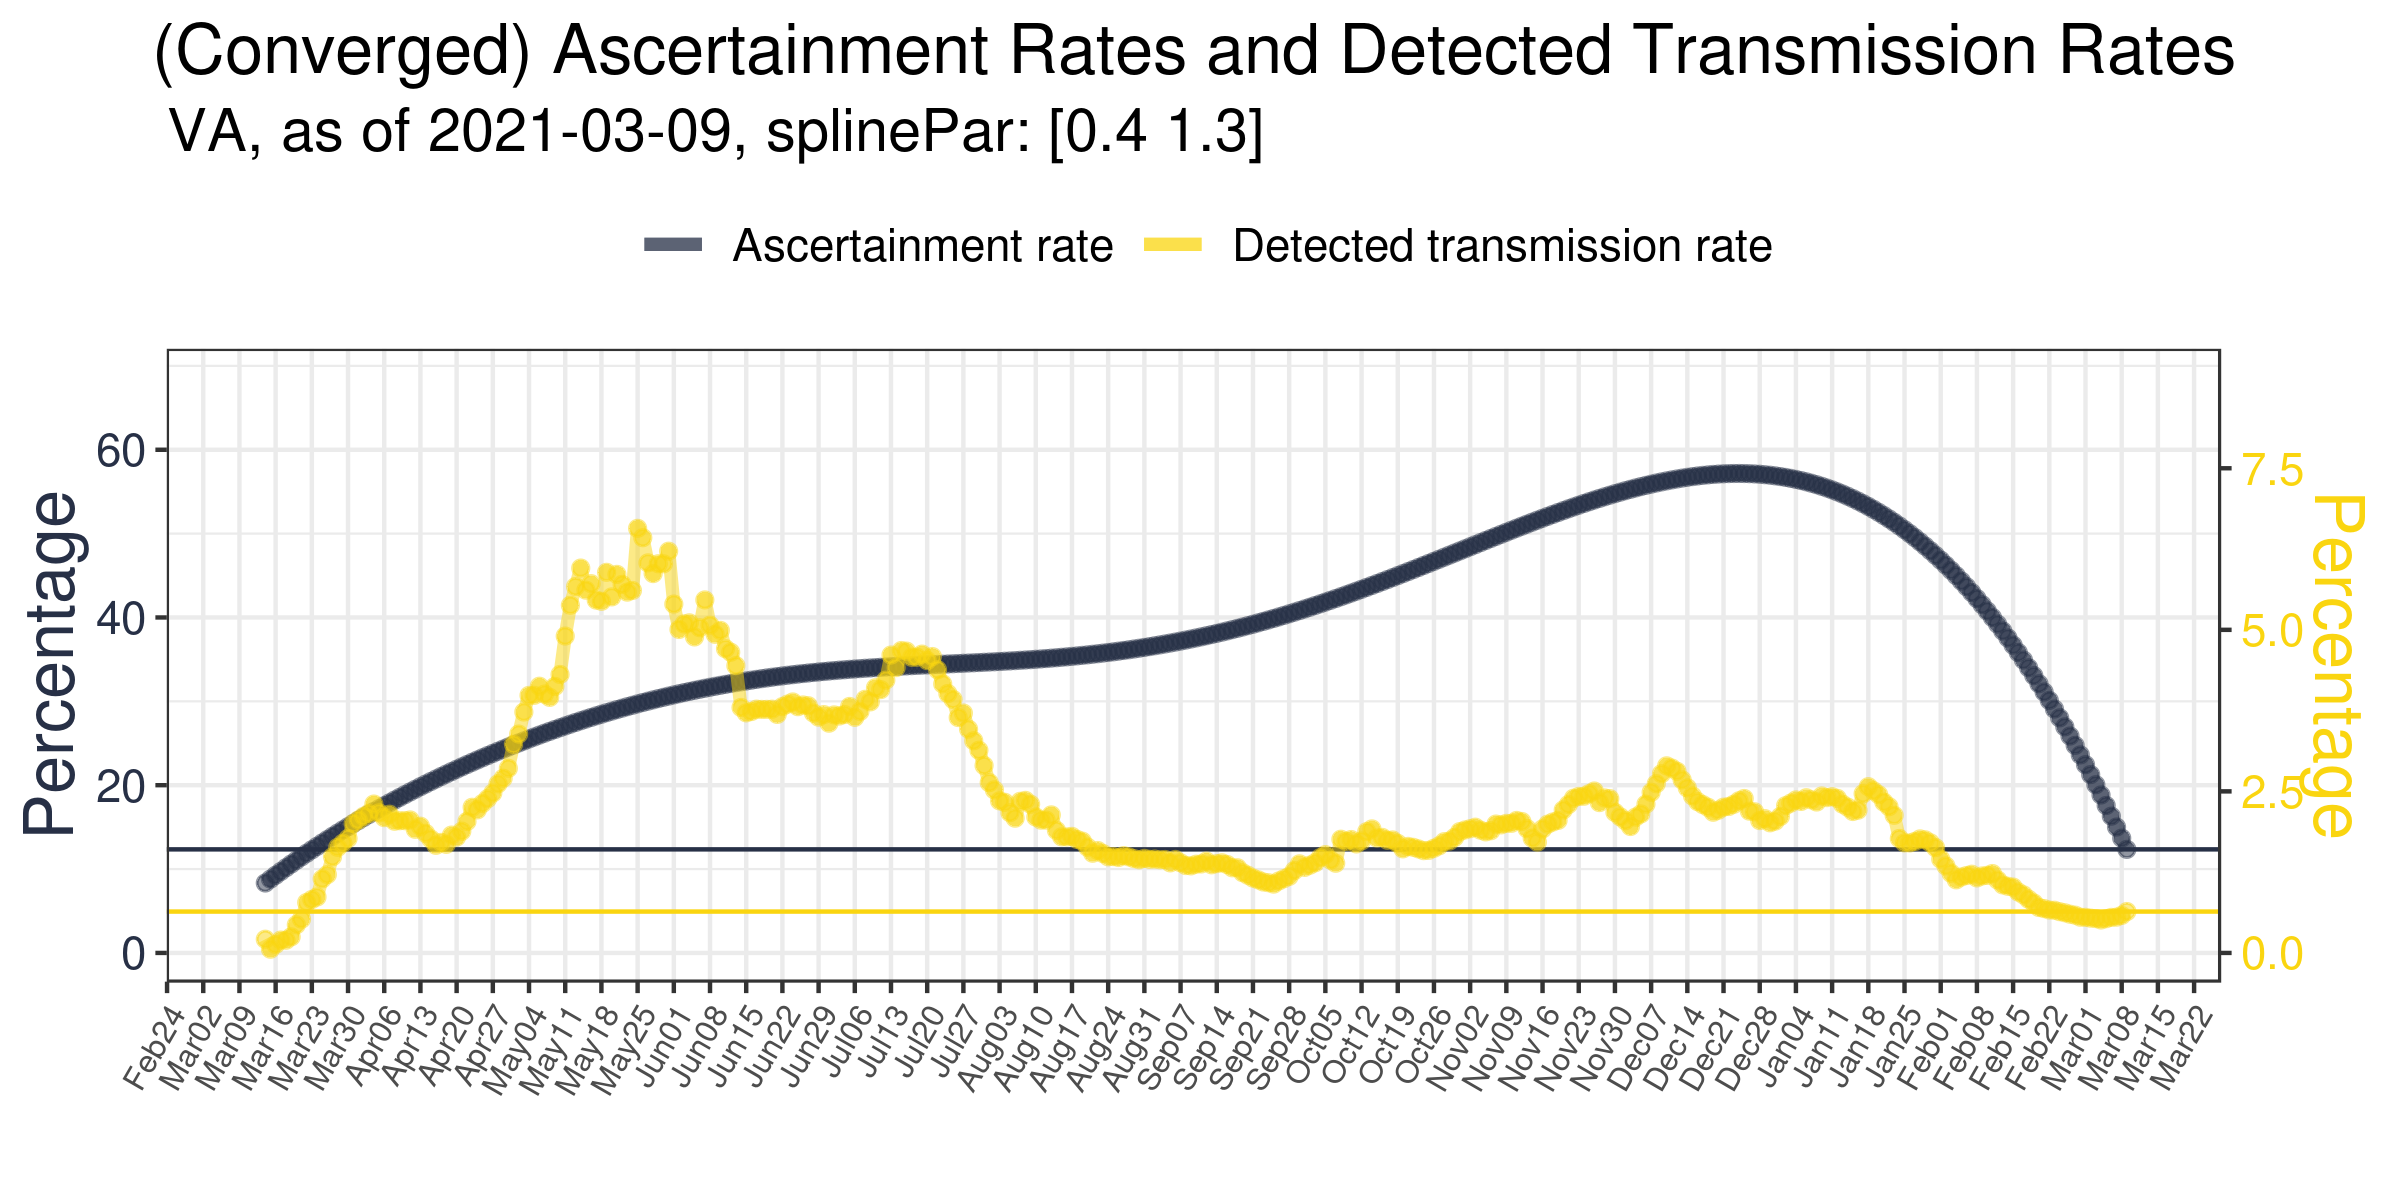 (Converged) Ascertainment Rates and Detected Transmission Rates
VA, as of 2021-03-09, splinePar: [0.4 1.3]
Ascertainment rate
Detected transmission rate
Percentage
60
40
20
0
7.5
5.0
2.5
0.0
Percentage
Feb24
Mar02
Mar09
Mar16
Mar23
Mar30
Apr06
Apr13
Apr20
Apr27
May04
May11
May18
May25
Jun01
Jun08
Jun15
Jun22
Jun29
Jul06
Jul13
Jul20
Jul27
Aug03
Aug10
Aug17
Aug24
Aug31
Sep07
Sep14
Sep21
Sep28
Oct05
Oct12
Oct19
Oct26
Nov02
Nov09
Nov16
Nov23
Nov30
Dec07
Dec14
Dec21
Dec28
Jan04
Jan11
Jan18
Jan25
Feb01
Feb08
Feb15
Feb22
Mar01
Mar08
Mar15
Mar22